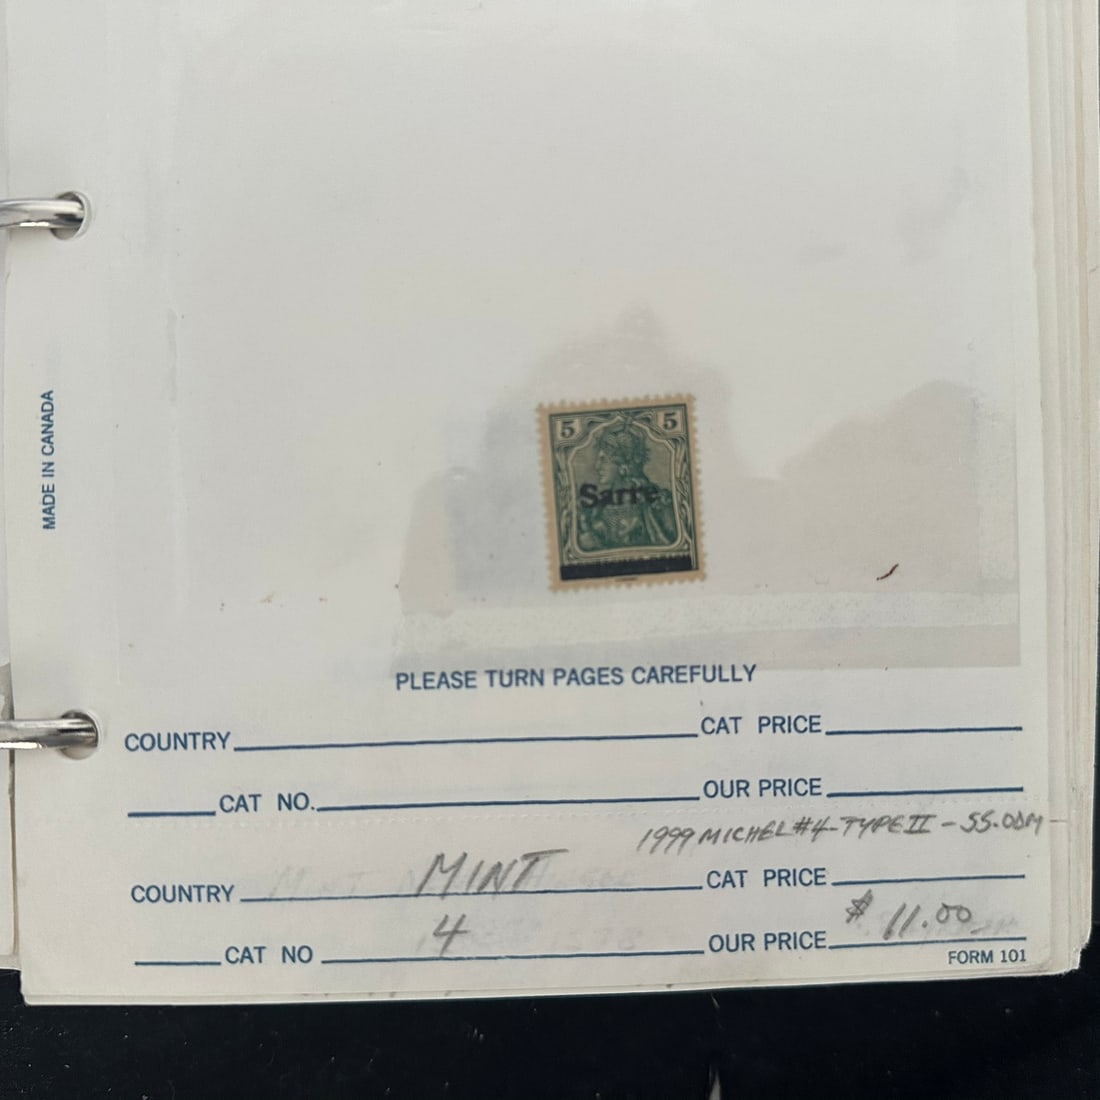 MADE IN CANADA
5 5
Sarre
PLEASE TURN PAGES CAREFULLY
COUNTRY CAT PRICE
CAT NO. OUR PRICE
1999 MICHEL #4-TYPE II - 55.0DM -
COUNTRY MINT CAT PRICE
CAT NO 4 OUR PRICE $ 11.00
FORM 101